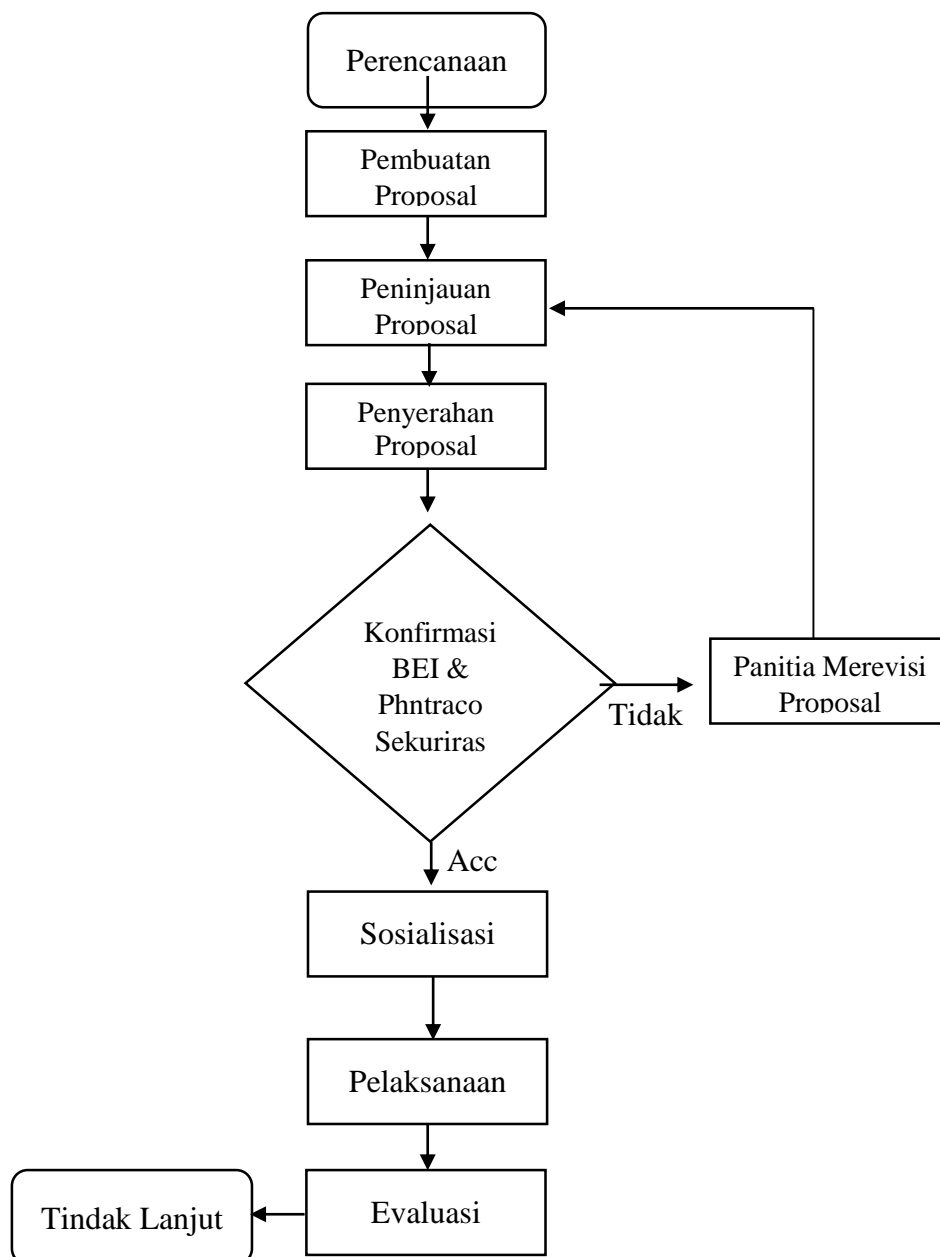 Perencanaan
Pembuatan
Proposal
Peninjauan
Proposal
Penyerahan
Proposal
Konfirmasi
BEI &
Phntraco
Sekuriras
Tidak
Panitia Merevisi
Proposal
Acc
Sosialisasi
Pelaksanaan
Evaluasi
Tindak Lanjut